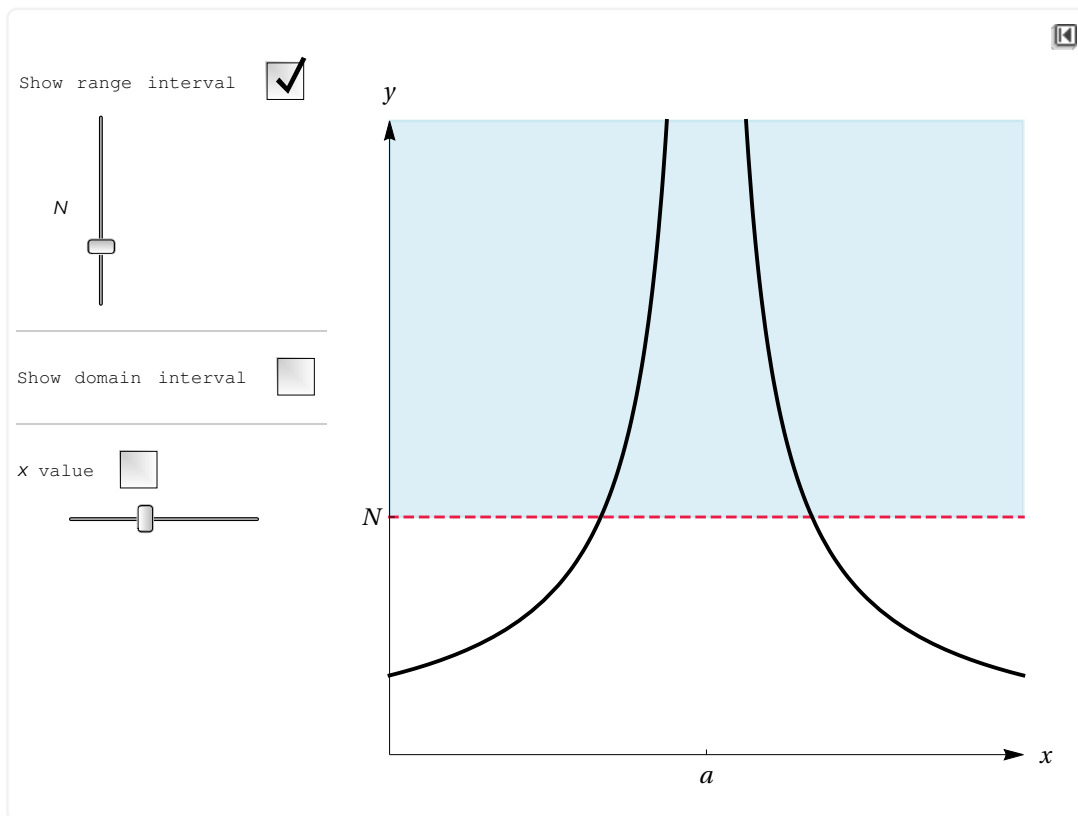 Show range interval
y
N
Show domain interval
x value
N
x
a